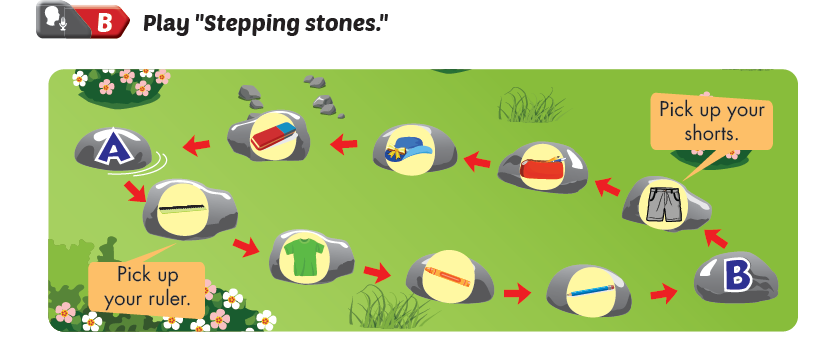 B Play "Stepping stones."
Pick up your
shorts.
A
Pick up
your ruler.
B